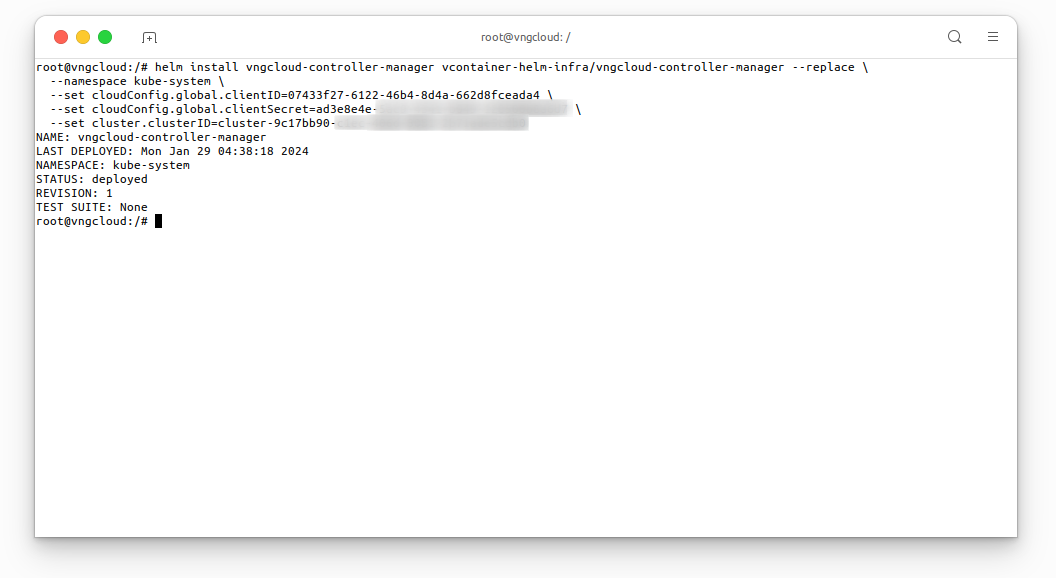 root@vngcloud: /
root@vngcloud:/# helm install vngcloud-controller-manager vcontainer-helm-infra/vngcloud-controller-manager --replace \
  --namespace kube-system \
  --set cloudConfig.global.clientID=07433f27-6122-46b4-8d4a-662d8fceada4 \
  --set cloudConfig.global.clientSecret=ad3e8e4e- \
  --set cluster.clusterID=cluster-9c17bb90-
NAME: vngcloud-controller-manager
LAST DEPLOYED: Mon Jan 29 04:38:18 2024
NAMESPACE: kube-system
STATUS: deployed
REVISION: 1
TEST SUITE: None
root@vngcloud:/#